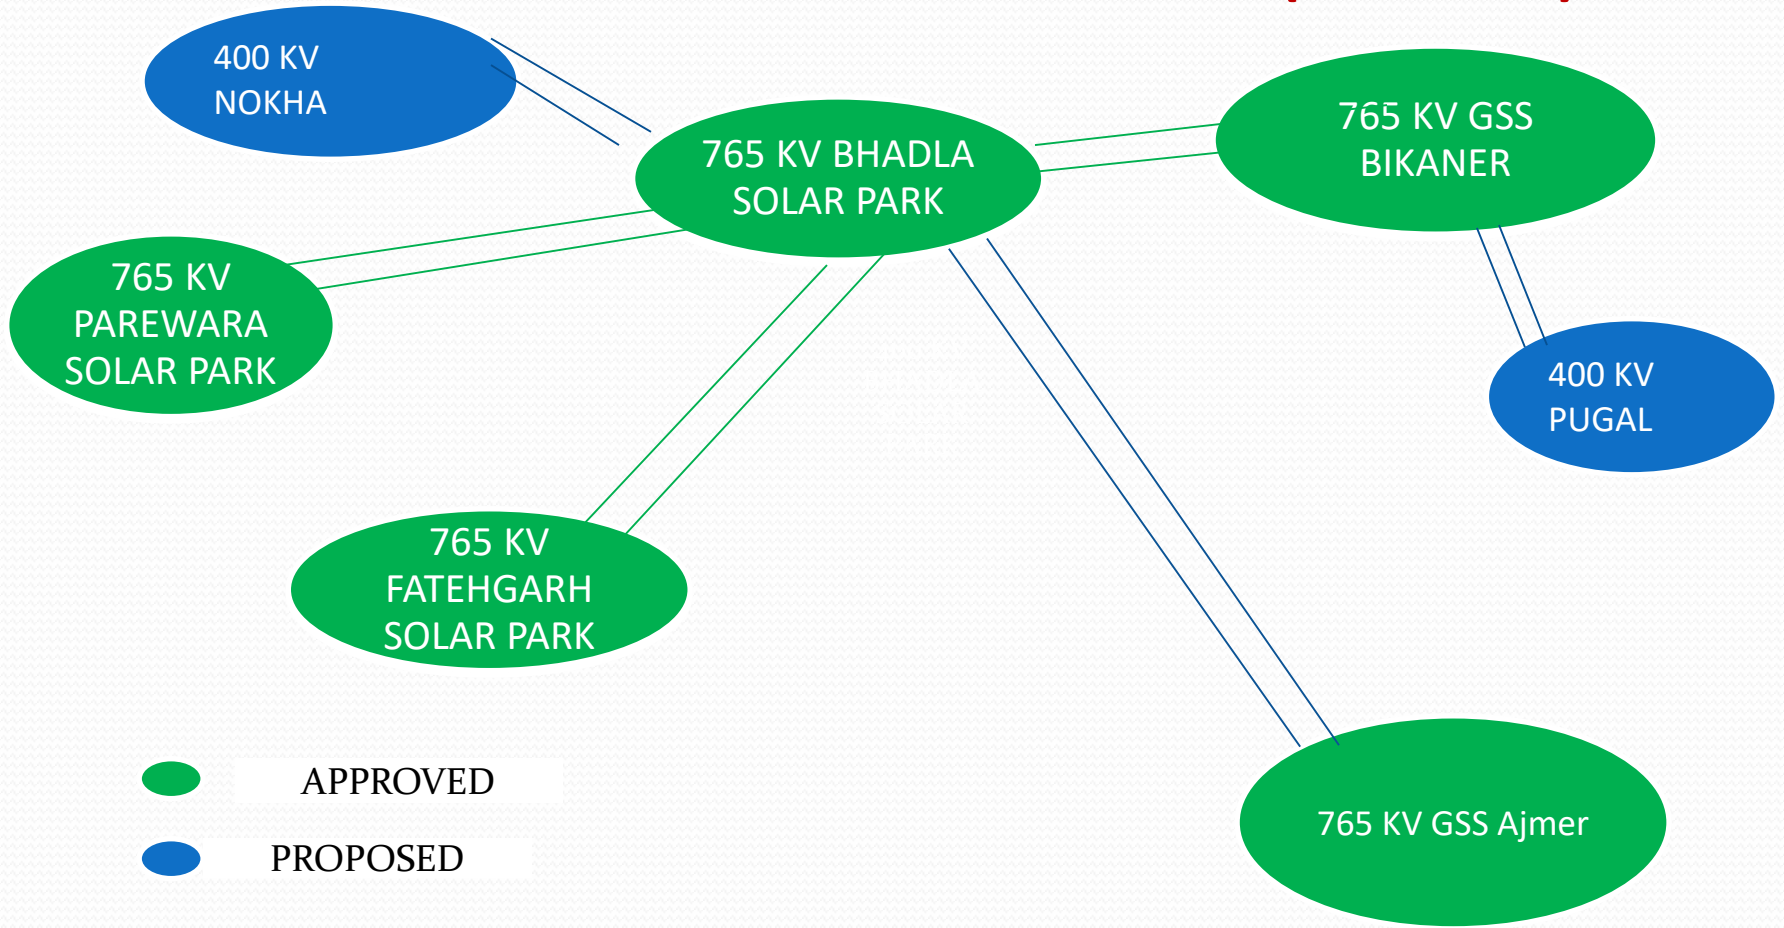 400 KV
NOKHA
765 KV BHADLA
SOLAR PARK
765 KV GSS
BIKANER
765 KV
PAREWARA
SOLAR PARK
400 KV
PUGAL
765 KV
FATEHGARH
SOLAR PARK
APPROVED
PROPOSED
765 KV GSS Ajmer